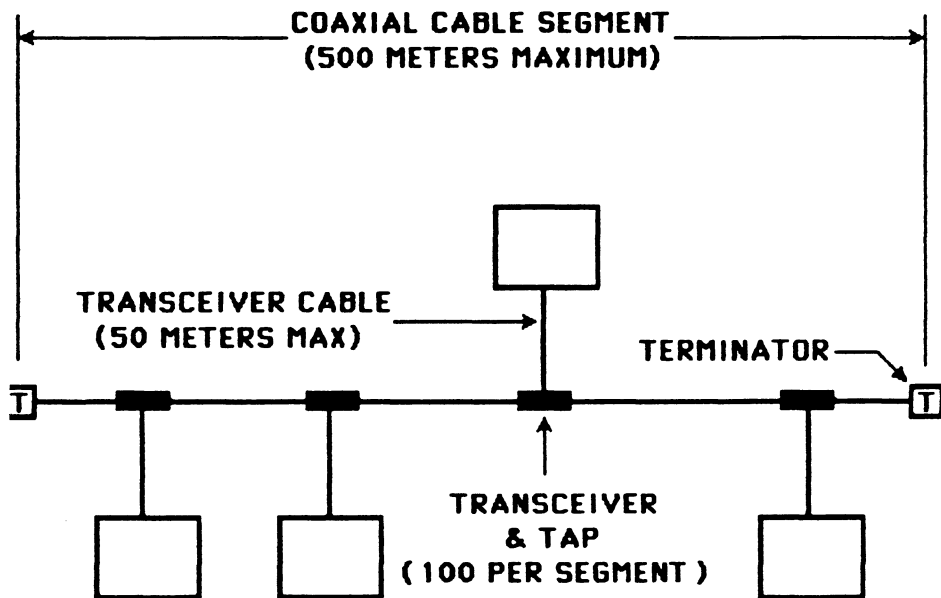 COAXIAL CABLE SEGMENT
(500 METERS MAXIMUM)
TRANSCEIVER CABLE
(50 METERS MAX)
TERMINATOR
T
T
TRANSCEIVER
& TAP
(100 PER SEGMENT)